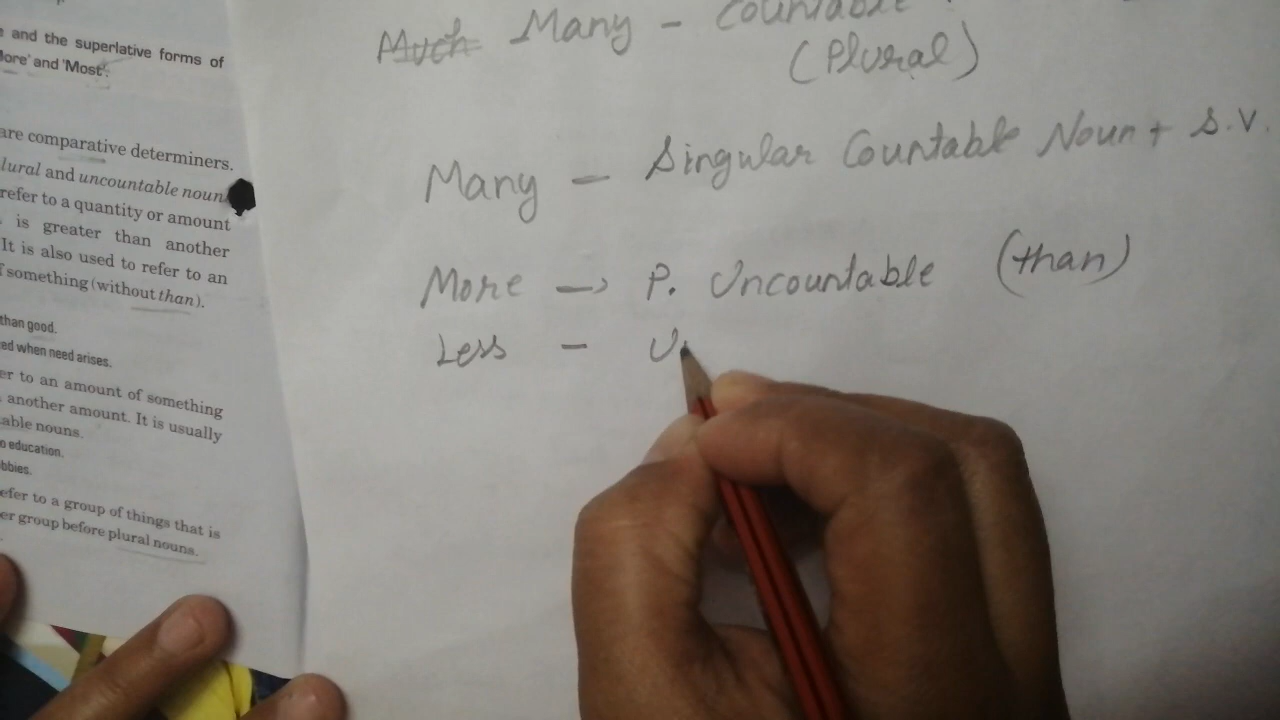 and the superlative forms of
ore' and 'Most'.
are comparative determiners.
lural and uncountable noun
refer to a quantity or amount
is greater than another
It is also used to refer to an
f something (without than).
than good.
ed when need arises.
er to an amount of something
another amount. It is usually
able nouns.
o education.
bbies.
efer to a group of things that is
er group before plural nouns.
Much Many - Countable
(Plural)
Many - Singular Countable Noun + S.V.
More → P. Uncountable (than)
Less - U